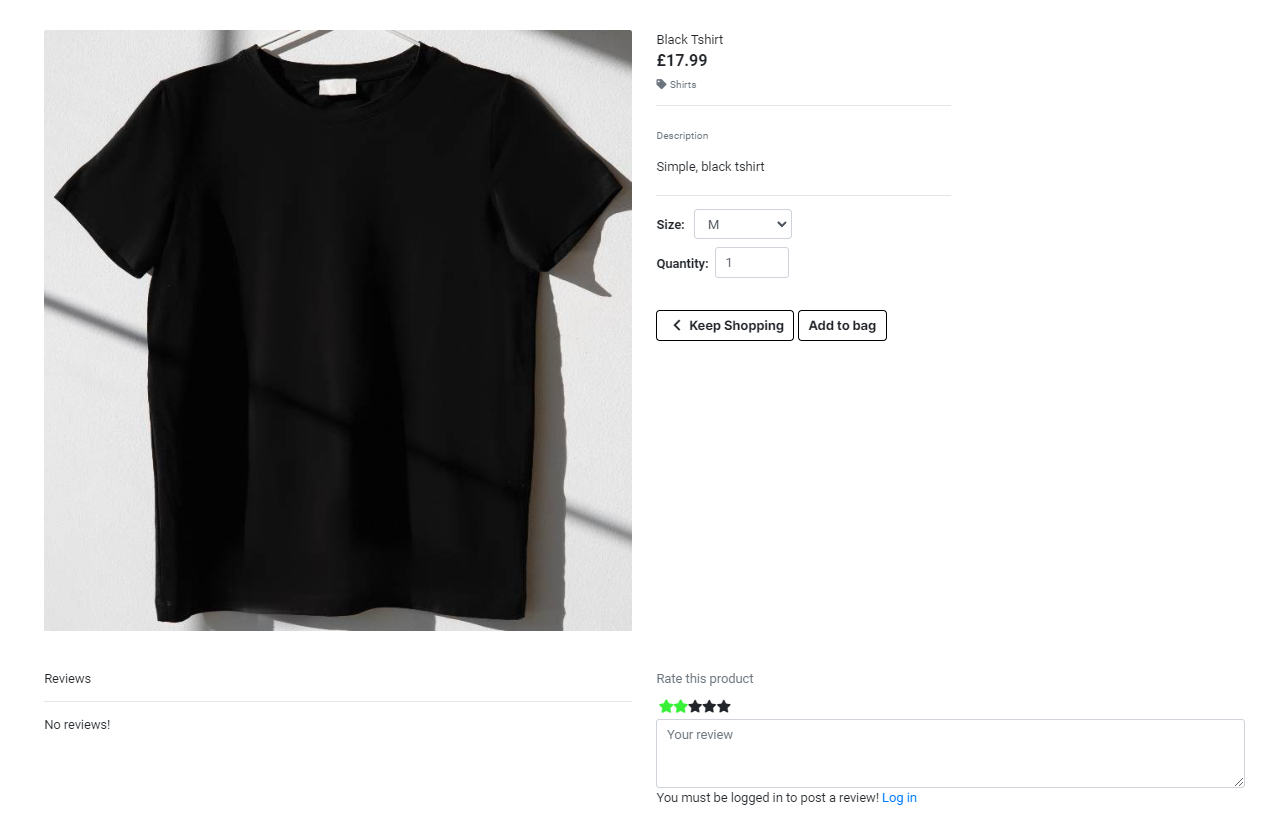 Black Tshirt
£17.99
Shirts
Description
Simple, black tshirt
Size: M
Quantity: 1
Keep Shopping Add to bag
Reviews
No reviews!
Rate this product
Your review
You must be logged in to post a review! Log in